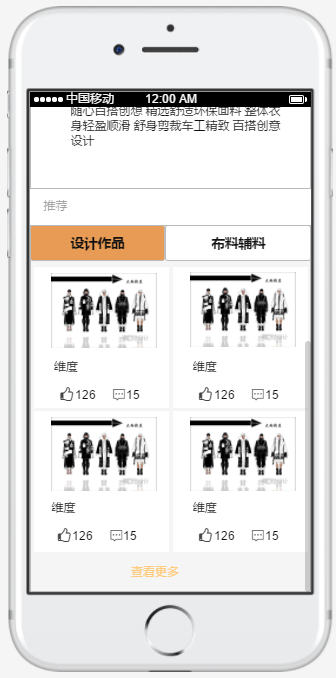 中国移动 12:00 AM
随心百搭创想 精选舒适环保面料 整体衣
身轻盈顺滑 舒身剪裁车工精致 百搭创意
设计
推荐
设计作品 布料辅料
维度 维度
126 15 126 15
维度 维度
126 15 126 15
查看更多